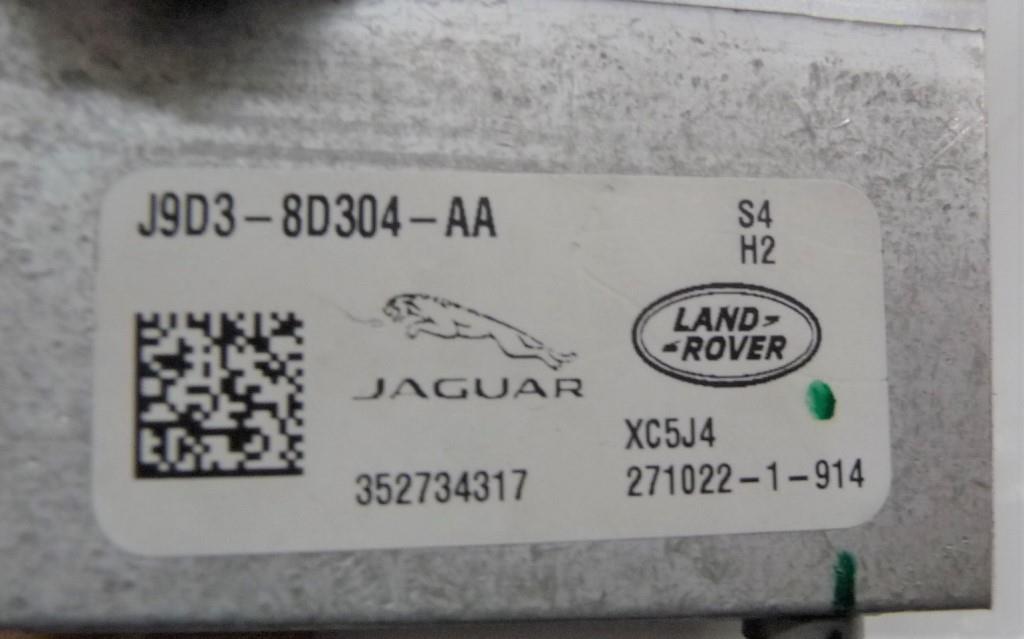 J9D3-8D304-AA
S4
H2
JAGUAR
LAND
ROVER
XC5J4
352734317
271022-1-914